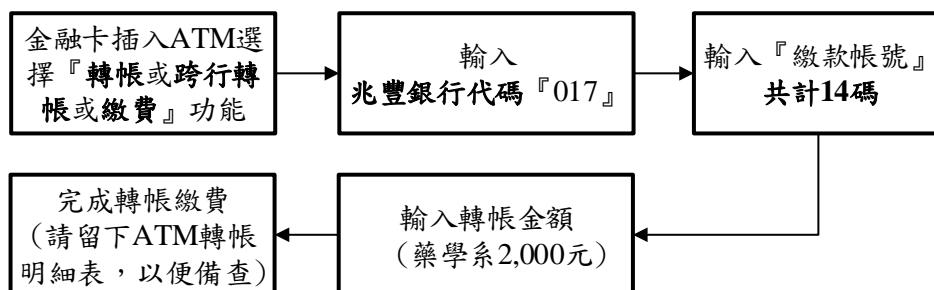 金融卡插入ATM選
擇『轉帳或跨行轉
帳或繳費』功能
輸入
兆豐銀行代碼『017』
輸入『繳款帳號』
共計14碼
輸入轉帳金額
（藥學系2,000元）
完成轉帳繳費
（請留下ATM轉帳
明細表，以便備查）